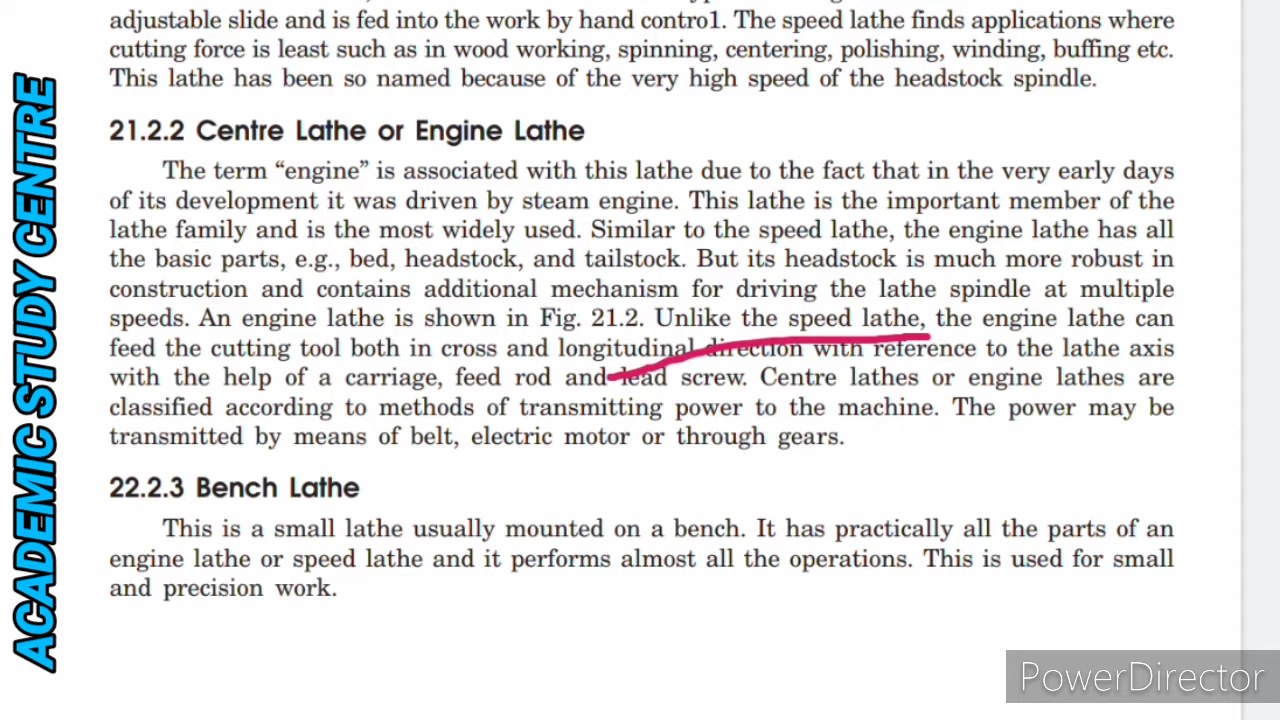 adjustable slide and is fed into the work by hand contro1. The speed lathe finds applications where
cutting force is least such as in wood working, spinning, centering, polishing, winding, buffing etc.
This lathe has been so named because of the very high speed of the headstock spindle.
21.2.2 Centre Lathe or Engine Lathe
The term “engine” is associated with this lathe due to the fact that in the very early days
of its development it was driven by steam engine. This lathe is the important member of the
lathe family and is the most widely used. Similar to the speed lathe, the engine lathe has all
the basic parts, e.g., bed, headstock, and tailstock. But its headstock is much more robust in
construction and contains additional mechanism for driving the lathe spindle at multiple
speeds. An engine lathe is shown in Fig. 21.2. Unlike the speed lathe, the engine lathe can
feed the cutting tool both in cross and longitudinal direction with reference to the lathe axis
with the help of a carriage, feed rod and lead screw. Centre lathes or engine lathes are
classified according to methods of transmitting power to the machine. The power may be
transmitted by means of belt, electric motor or through gears.
22.2.3 Bench Lathe
This is a small lathe usually mounted on a bench. It has practically all the parts of an
engine lathe or speed lathe and it performs almost all the operations. This is used for small
and precision work.
ACADEMIC STUDY CENTRE
PowerDirector